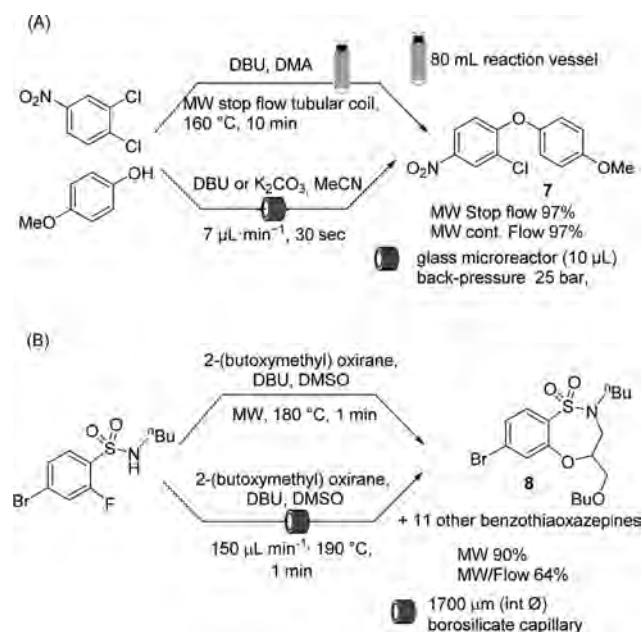 (A)
DBU, DMA
80 mL reaction vessel
O₂N
Cl
Cl
MW stop flow tubular coil,
160 °C, 10 min
OH
MeO
DBU or K₂CO₃, MeCN
7 µL·min⁻¹, 30 sec
O
O₂N
Cl
OMe
7
MW Stop flow 97%
MW cont. Flow 97%
glass microreactor (10 µL)
back-pressure 25 bar,
(B)
2-(butoxymethyl) oxirane,
DBU, DMSO
MW, 180 °C, 1 min
O
O
S
N
H
ⁿBu
Br
F
2-(butoxymethyl) oxirane,
DBU, DMSO
150 µL min⁻¹, 190 °C,
1 min
O
O
S
N
ⁿBu
Br
O
8
BuO
+ 11 other benzothiaoxazepines
MW 90%
MW/Flow 64%
1700 µm (int Ø)
borosilicate capillary